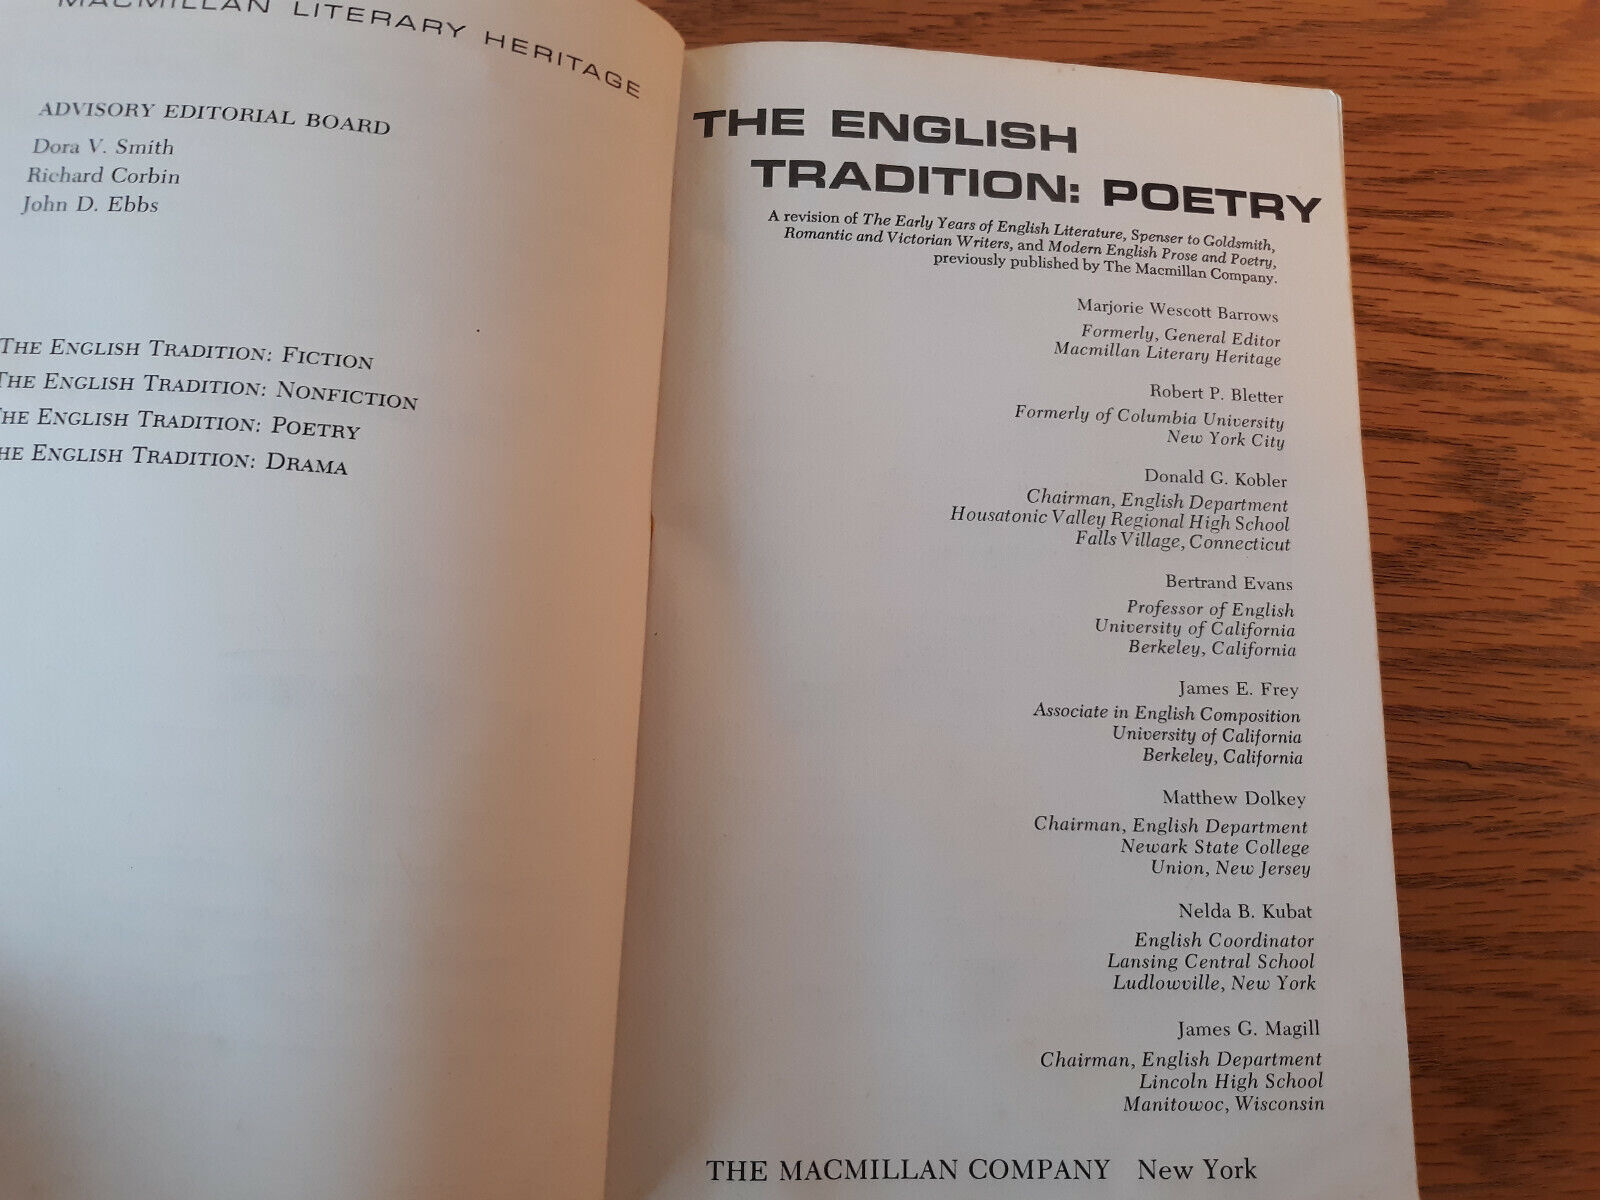 MACMILLAN LITERARY HERITAGE
ADVISORY EDITORIAL BOARD
Dora V. Smith
Richard Corbin
John D. Ebbs
THE ENGLISH TRADITION: FICTION
THE ENGLISH TRADITION: NONFICTION
THE ENGLISH TRADITION: POETRY
HE ENGLISH TRADITION: DRAMA
THE ENGLISH
TRADITION: POETRY
A revision of The Early Years of English Literature, Spenser to Goldsmith,
Romantic and Victorian Writers, and Modern English Prose and Poetry,
previously published by The Macmillan Company.
Marjorie Wescott Barrows
Formerly, General Editor
Macmillan Literary Heritage
Robert P. Bletter
Formerly of Columbia University
New York City
Donald G. Kobler
Chairman, English Department
Housatonic Valley Regional High School
Falls Village, Connecticut
Bertrand Evans
Professor of English
University of California
Berkeley, California
James E. Frey
Associate in English Composition
University of California
Berkeley, California
Matthew Dolkey
Chairman, English Department
Newark State College
Union, New Jersey
Nelda B. Kubat
English Coordinator
Lansing Central School
Ludlowville, New York
James G. Magill
Chairman, English Department
Lincoln High School
Manitowoc, Wisconsin
THE MACMILLAN COMPANY New York